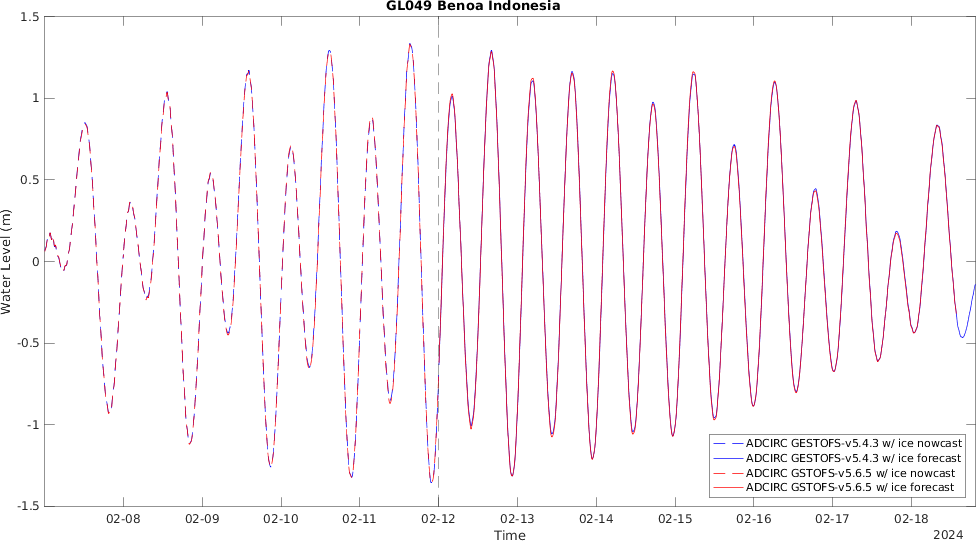 GL049 Benoa Indonesia
1.5
1
0.5
0
-0.5
-1
-1.5
Water Level (m)
ADCIRC GESTOFS-v5.4.3 w/ ice nowcast
ADCIRC GESTOFS-v5.4.3 w/ ice forecast
ADCIRC GSTOFS-v5.6.5 w/ ice nowcast
ADCIRC GSTOFS-v5.6.5 w/ ice forecast
02-08 02-09 02-10 02-11 02-12 02-13 02-14 02-15 02-16 02-17 02-18
Time
2024